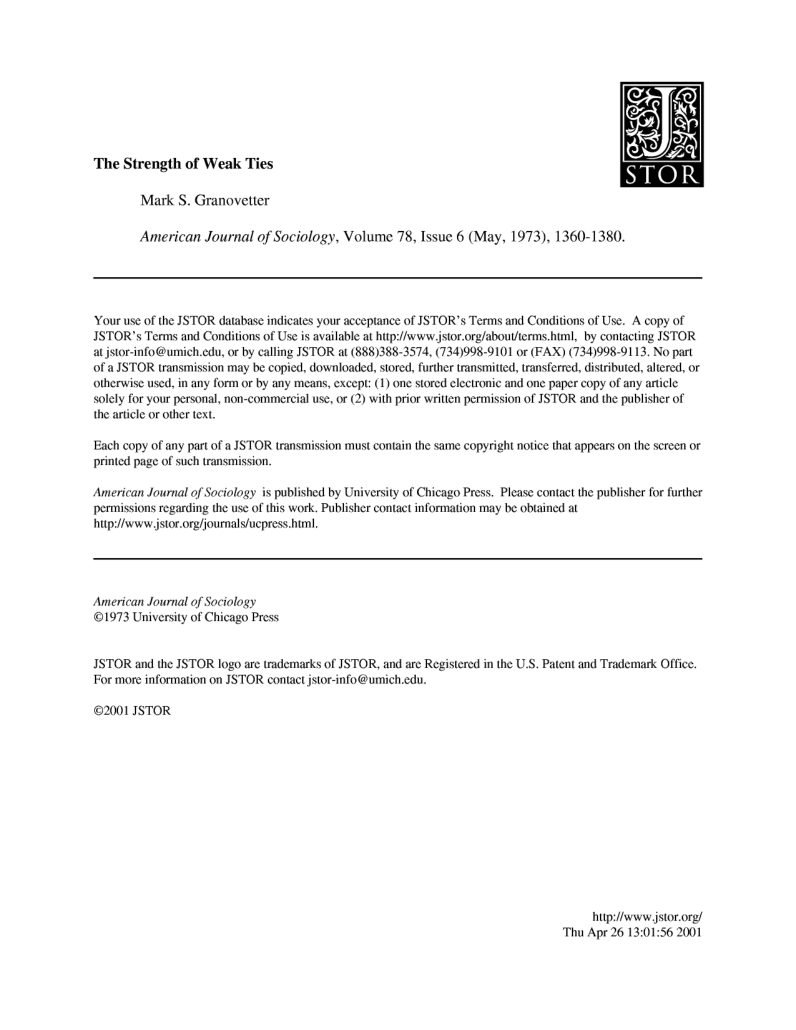 J
STOR
The Strength of Weak Ties
Mark S. Granovetter
American Journal of Sociology, Volume 78, Issue 6 (May, 1973), 1360-1380.
Your use of the JSTOR database indicates your acceptance of JSTOR's Terms and Conditions of Use. A copy of
JSTOR's Terms and Conditions of Use is available at http://www.jstor.org/about/terms.html, by contacting JSTOR
at jstor-info@umich.edu, or by calling JSTOR at (888)388-3574, (734)998-9101 or (FAX) (734)998-9113. No part
of a JSTOR transmission may be copied, downloaded, stored, further transmitted, transferred, distributed, altered, or
otherwise used, in any form or by any means, except: (1) one stored electronic and one paper copy of any article
solely for your personal, non-commercial use, or (2) with prior written permission of JSTOR and the publisher of
the article or other text.
Each copy of any part of a JSTOR transmission must contain the same copyright notice that appears on the screen or
printed page of such transmission.
American Journal of Sociology is published by University of Chicago Press. Please contact the publisher for further
permissions regarding the use of this work. Publisher contact information may be obtained at
http://www.jstor.org/journals/ucpress.html.
American Journal of Sociology
©1973 University of Chicago Press
JSTOR and the JSTOR logo are trademarks of JSTOR, and are Registered in the U.S. Patent and Trademark Office.
For more information on JSTOR contact jstor-info@umich.edu.
©2001 JSTOR
http://www.jstor.org/
Thu Apr 26 13:01:56 2001